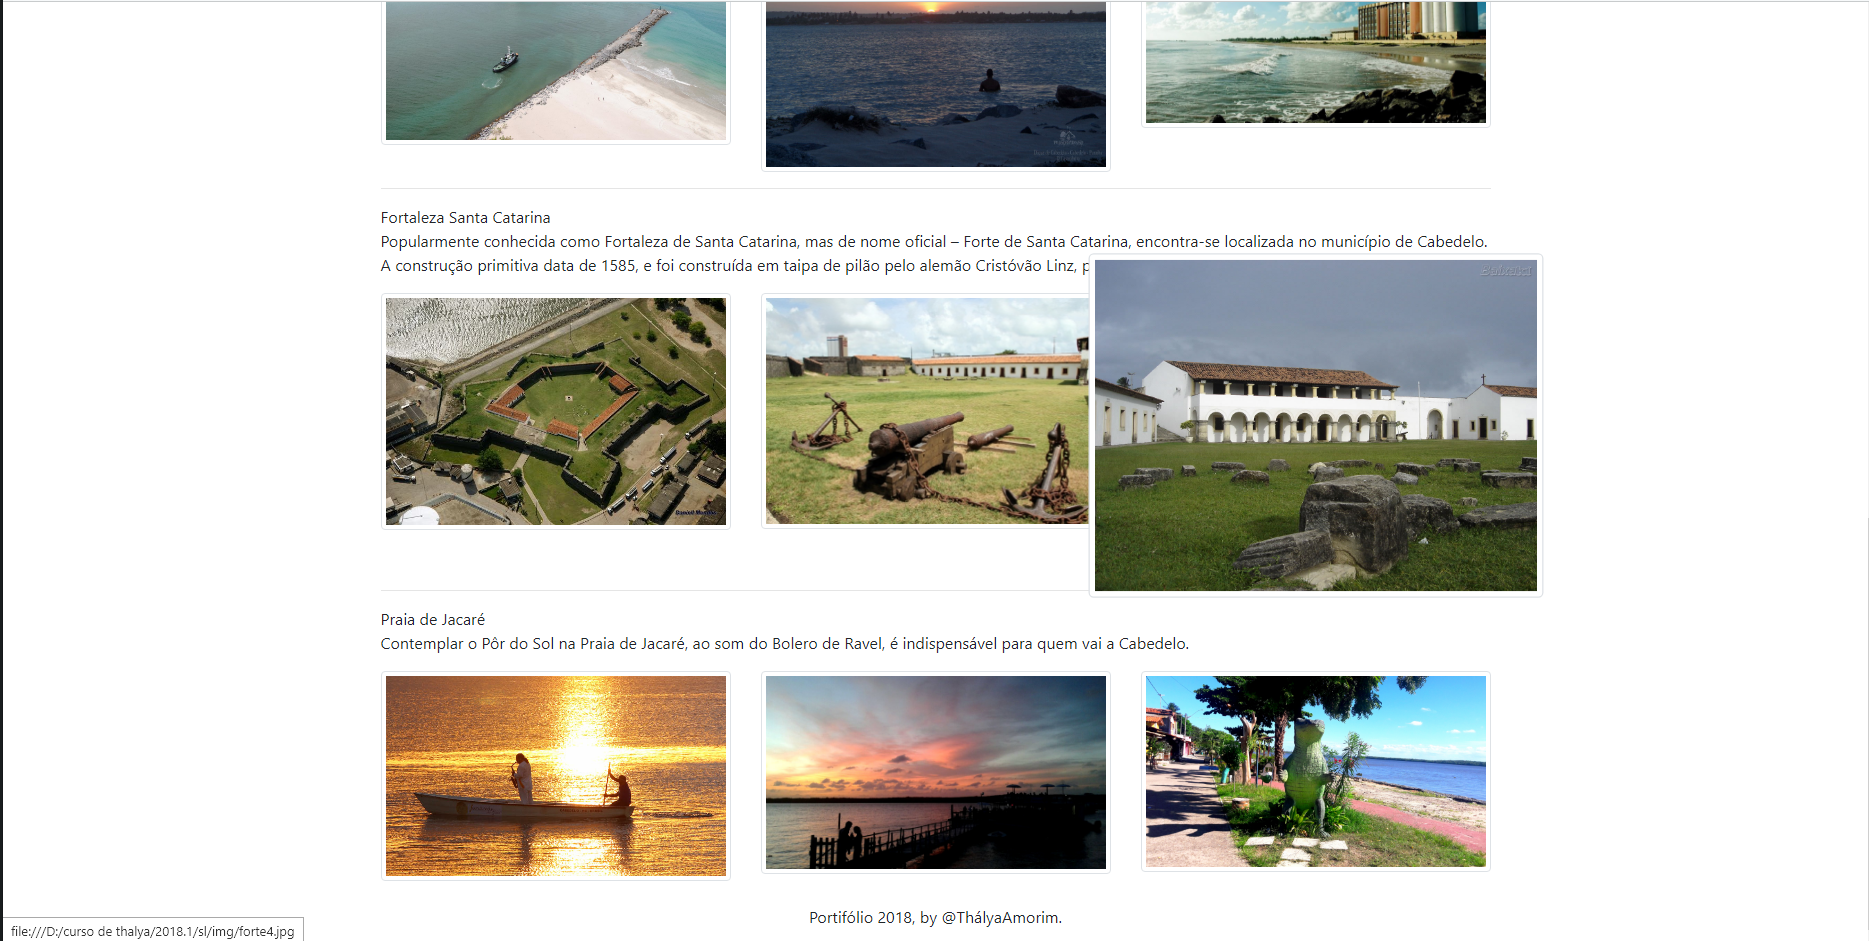 Fortaleza Santa Catarina
Popularmente conhecida como Fortaleza de Santa Catarina, mas de nome oficial – Forte de Santa Catarina, encontra-se localizada no município de Cabedelo.
A construção primitiva data de 1585, e foi construída em taipa de pilão pelo alemão Cristóvão Linz, p
Praia de Jacaré
Contemplar o Pôr do Sol na Praia de Jacaré, ao som do Bolero de Ravel, é indispensável para quem vai a Cabedelo.
Portifólio 2018, by @ThályaAmorim.
file:///D:/curso de thalya/2018.1/sl/img/forte4.jpg